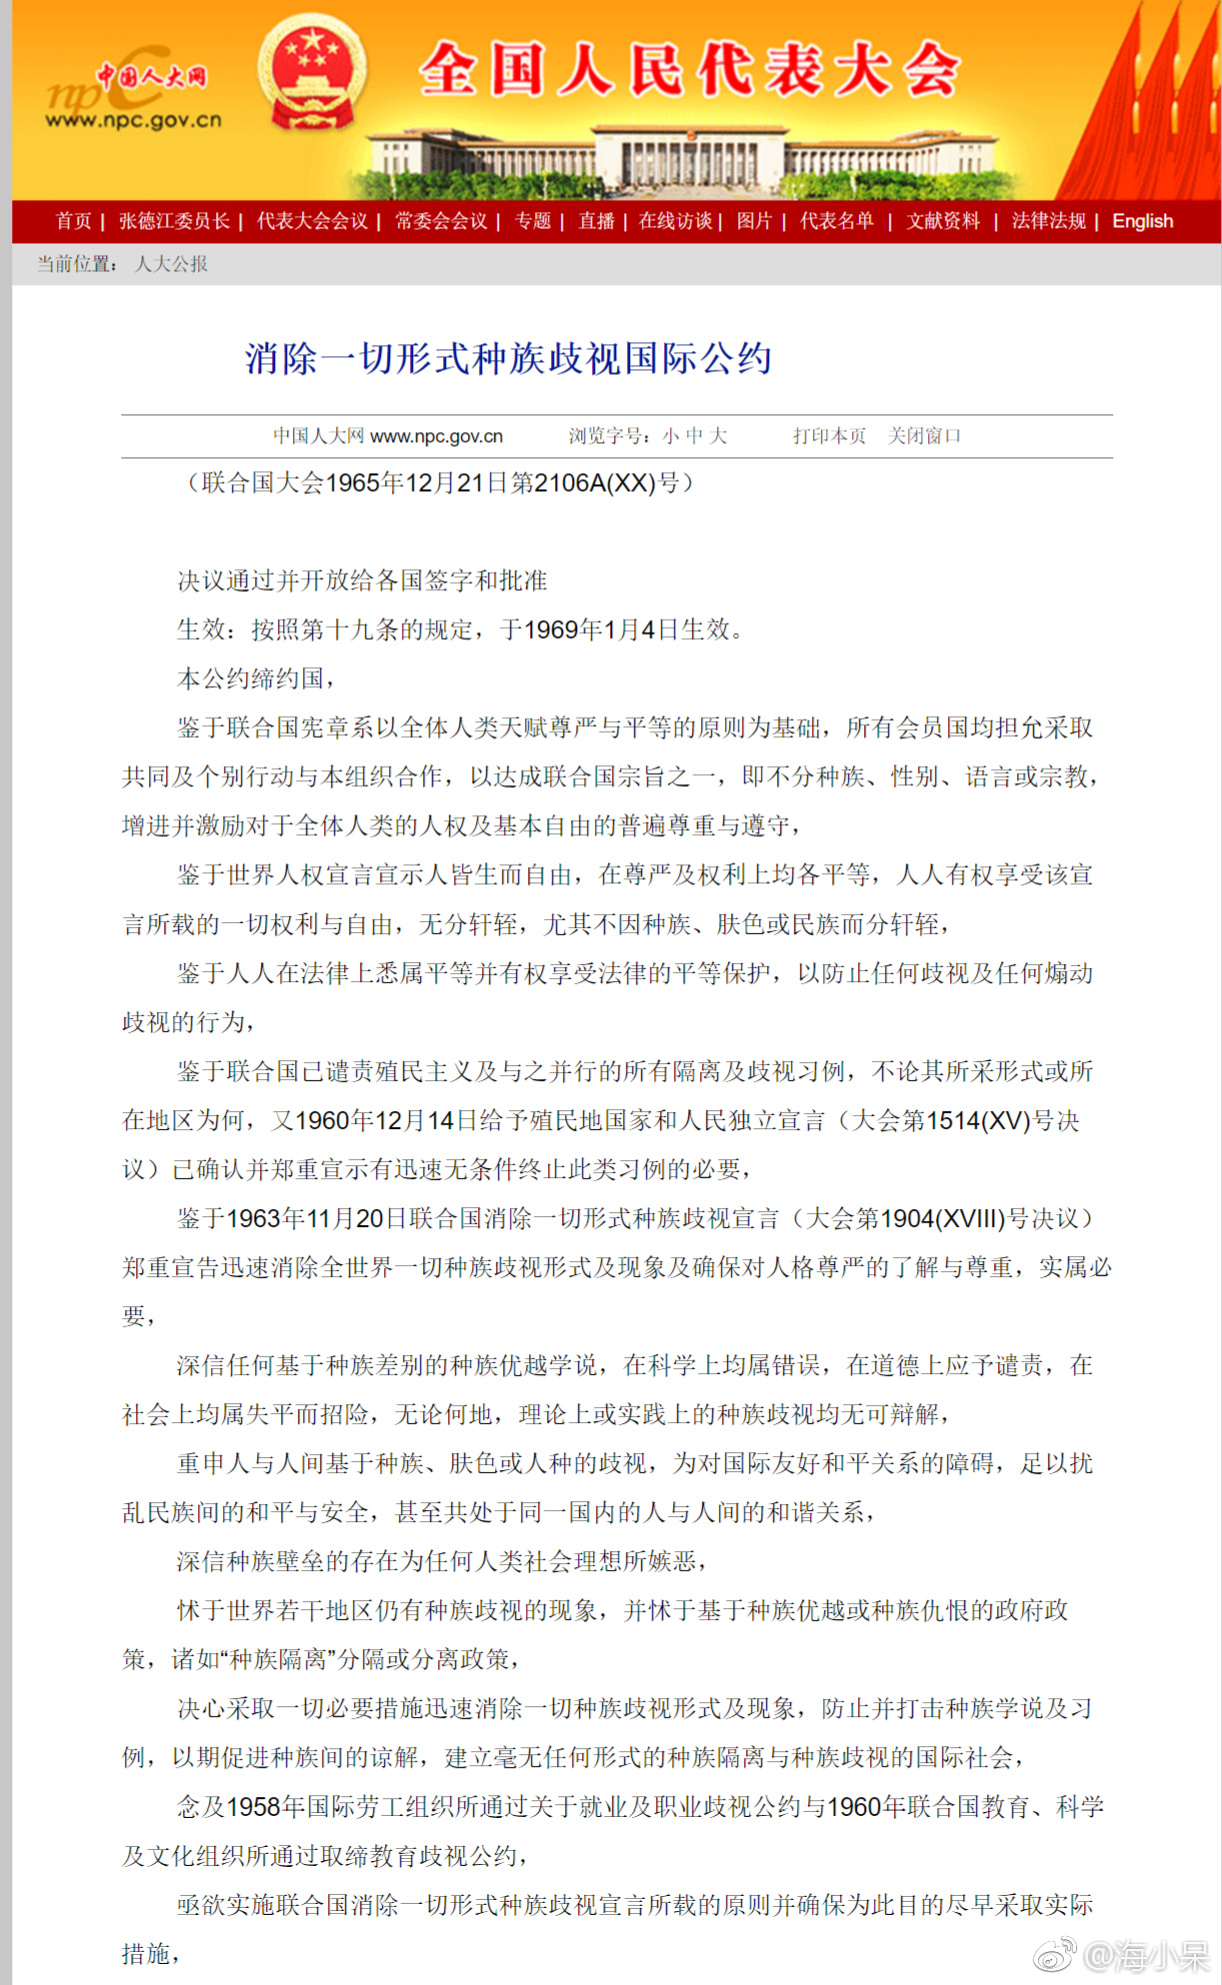 中国人大网
npc
www.npc.gov.cn
全国人民代表大会
首页 | 张德江委员长 | 代表大会会议 | 常委会会议 | 专题 | 直播 | 在线访谈 | 图片 | 代表名单 | 文献资料 | 法律法规 | English
当前位置： 人大公报
消除一切形式种族歧视国际公约
中国人大网 www.npc.gov.cn 浏览字号：小 中 大 打印本页 关闭窗口
（联合国大会1965年12月21日第2106A(XX)号）
决议通过并开放给各国签字和批准
生效：按照第十九条的规定，于1969年1月4日生效。
本公约缔约国，
鉴于联合国宪章系以全体人类天赋尊严与平等的原则为基础，所有会员国均担允采取
共同及个别行动与本组织合作，以达成联合国宗旨之一，即不分种族、性别、语言或宗教，
增进并激励对于全体人类的人权及基本自由的普遍尊重与遵守，
鉴于世界人权宣言宣示人皆生而自由，在尊严及权利上均各平等，人人有权享受该宣
言所载的一切权利与自由，无分轩轾，尤其不因种族、肤色或民族而分轩轾，
鉴于人人在法律上悉属平等并有权享受法律的平等保护，以防止任何歧视及任何煽动
歧视的行为，
鉴于联合国已谴责殖民主义及与之并行的所有隔离及歧视习例，不论其所采形式或所
在地区为何，又1960年12月14日给予殖民地国家和人民独立宣言（大会第1514(XV)号决
议）已确认并郑重宣示有迅速无条件终止此类习例的必要，
鉴于1963年11月20日联合国消除一切形式种族歧视宣言（大会第1904(XVIII)号决议）
郑重宣告迅速消除全世界一切种族歧视形式及现象及确保对人格尊严的了解与尊重，实属必
要，
深信任何基于种族差别的种族优越学说，在科学上均属错误，在道德上应予谴责，在
社会上均属失平而招险，无论何地，理论上或实践上的种族歧视均无可辩解，
重申人与人间基于种族、肤色或人种的歧视，为对国际友好和平关系的障碍，足以扰
乱民族间的和平与安全，甚至共处于同一国内的人与人间的和谐关系，
深信种族壁垒的存在为任何人类社会理想所嫉恶，
怵于世界若干地区仍有种族歧视的现象，并怵于基于种族优越或种族仇恨的政府政
策，诸如“种族隔离”分隔或分离政策，
决心采取一切必要措施迅速消除一切种族歧视形式及现象，防止并打击种族学说及习
例，以期促进种族间的谅解，建立毫无任何形式的种族隔离与种族歧视的国际社会，
念及1958年国际劳工组织所通过关于就业及职业歧视公约与1960年联合国教育、科学
及文化组织所通过取缔教育歧视公约，
亟欲实施联合国消除一切形式种族歧视宣言所载的原则并确保为此目的尽早采取实际
措施，
@海小呆